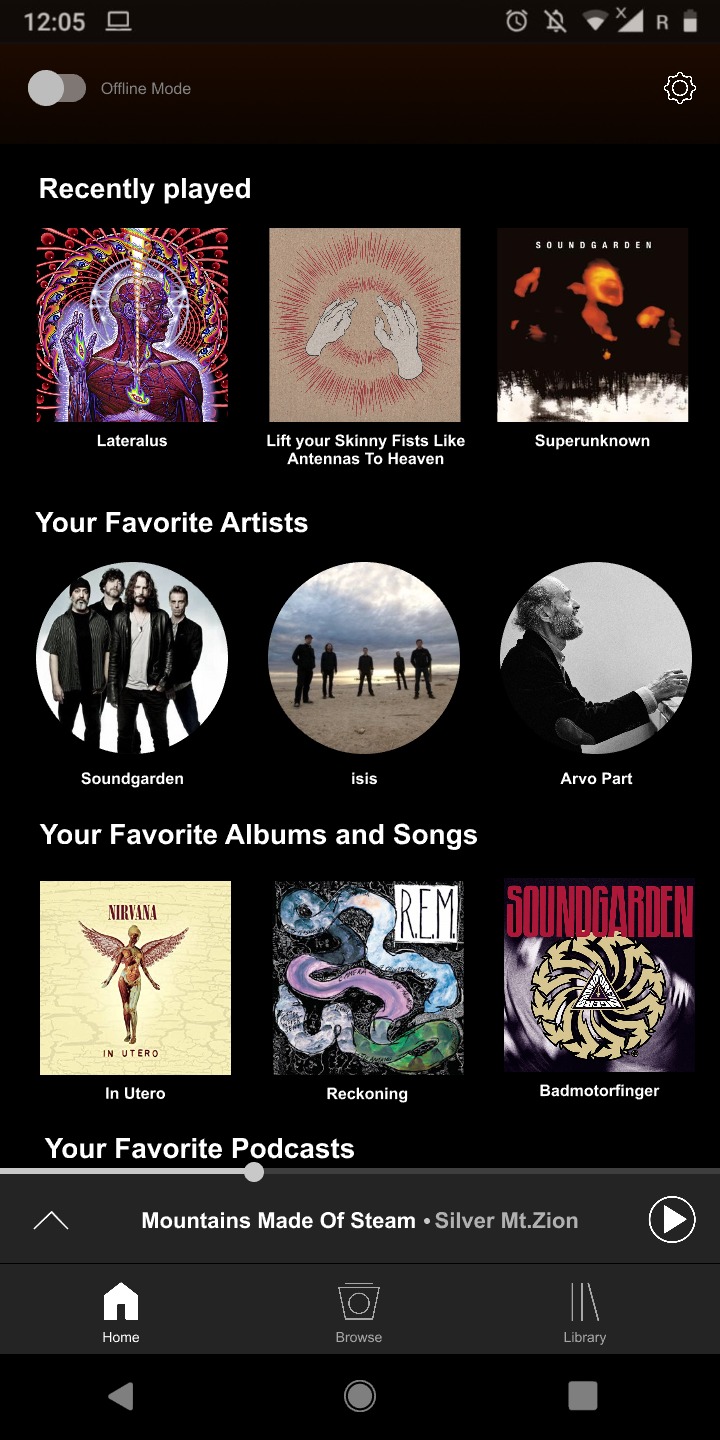 12:05
R
Offline Mode
Recently played
SOUNDGARDEN
Lateralus
Lift your Skinny Fists Like
Antennas To Heaven
Superunknown
Your Favorite Artists
Soundgarden
isis
Arvo Part
Your Favorite Albums and Songs
NIRVANA
IN UTERO
R.E.M.
SOUNDGARDEN
In Utero
Reckoning
Badmotorfinger
Your Favorite Podcasts
Mountains Made Of Steam • Silver Mt.Zion
Home
Browse
Library